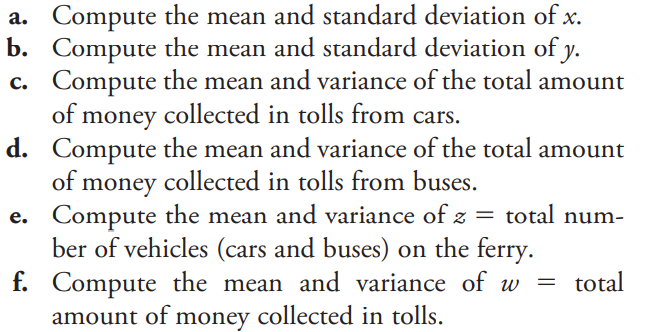 a. Compute the mean and standard deviation of x.
b. Compute the mean and standard deviation of y.
c. Compute the mean and variance of the total amount
of money collected in tolls from cars.
d. Compute the mean and variance of the total amount
of money collected in tolls from buses.
e. Compute the mean and variance of z = total num-
ber of vehicles (cars and buses) on the ferry.
f. Compute the mean and variance of w = total
amount of money collected in tolls.